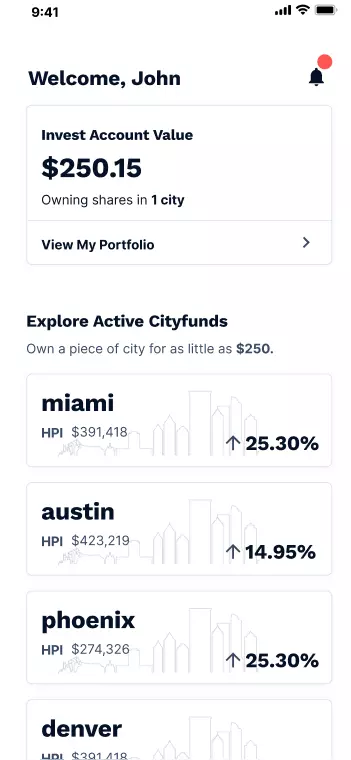 9:41
Welcome, John
Invest Account Value
$250.15
Owning shares in 1 city
View My Portfolio
Explore Active Cityfunds
Own a piece of city for as little as $250.
miami
HPI $391,418
25.30%
austin
HPI $423,219
14.95%
phoenix
HPI $274,326
25.30%
denver
HPI $391,418